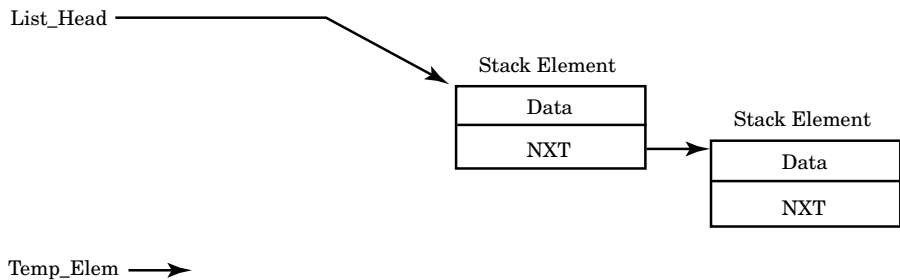 List_Head
Stack Element
Data
NXT
Stack Element
Data
NXT
Temp_Elem